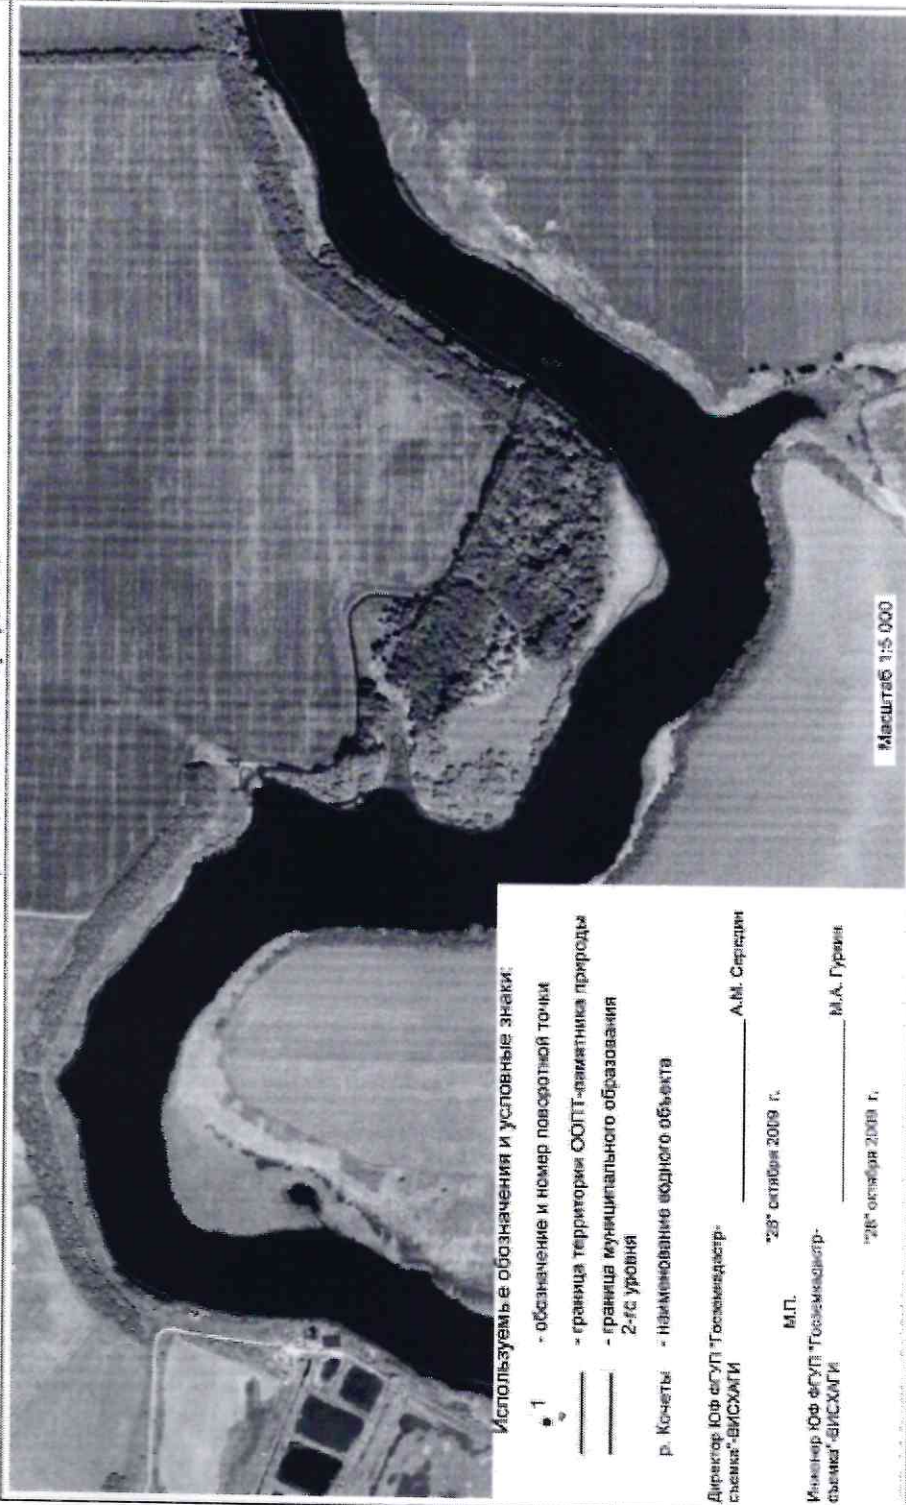 Используемые обозначения и условные знаки:
1 - обозначение и номер поворотной точки
- граница территории ООПТ-памятника природы
- граница муниципального образования
2-го уровня
р. Кочеты - наименование водного объекта
Директор ЮФ ФГУП "Госземкадастр-
съемка"-ВИСХАГИ А.М. Середин
"28" октября 2009 г.
М.П.
Инженер ЮФ ФГУП "Госземкадастр-
съемка"-ВИСХАГИ М.А. Гуркин
"28" октября 2009 г.
Масштаб 1:5 000